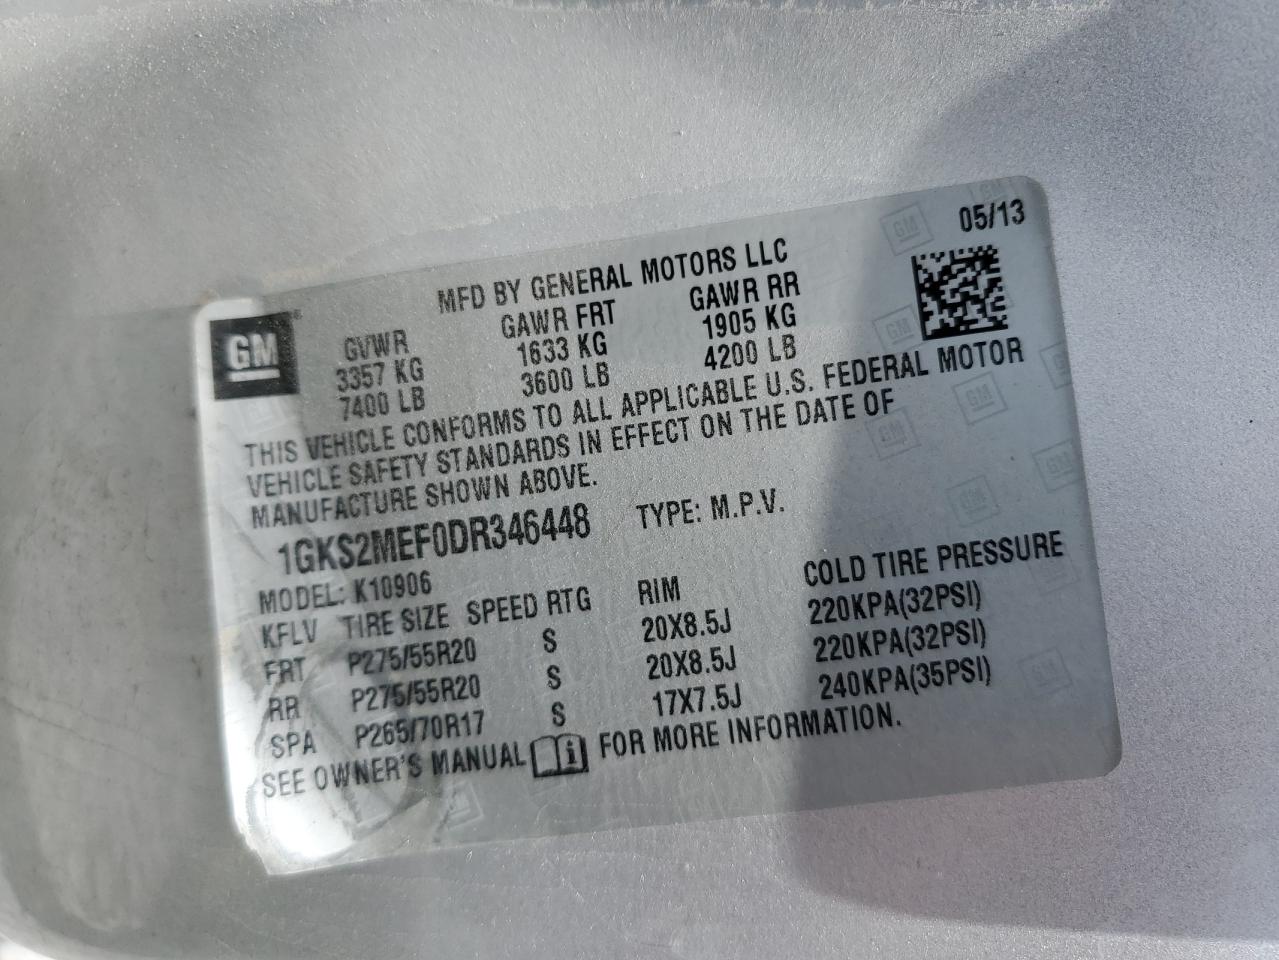 05/13
MFD BY GENERAL MOTORS LLC
GM
GVWR GAWR FRT GAWR RR
3357 KG 1633 KG 1905 KG
7400 LB 3600 LB 4200 LB
THIS VEHICLE CONFORMS TO ALL APPLICABLE U.S. FEDERAL MOTOR
VEHICLE SAFETY STANDARDS IN EFFECT ON THE DATE OF
MANUFACTURE SHOWN ABOVE.
1GKS2MEF0DR346448 TYPE: M.P.V.
MODEL: K10906
KFLV TIRE SIZE SPEED RTG RIM COLD TIRE PRESSURE
FRT P275/55R20 S 20X8.5J 220KPA(32PSI)
RR P275/55R20 S 20X8.5J 220KPA(32PSI)
SPA P265/70R17 S 17X7.5J 240KPA(35PSI)
SEE OWNER'S MANUAL FOR MORE INFORMATION.